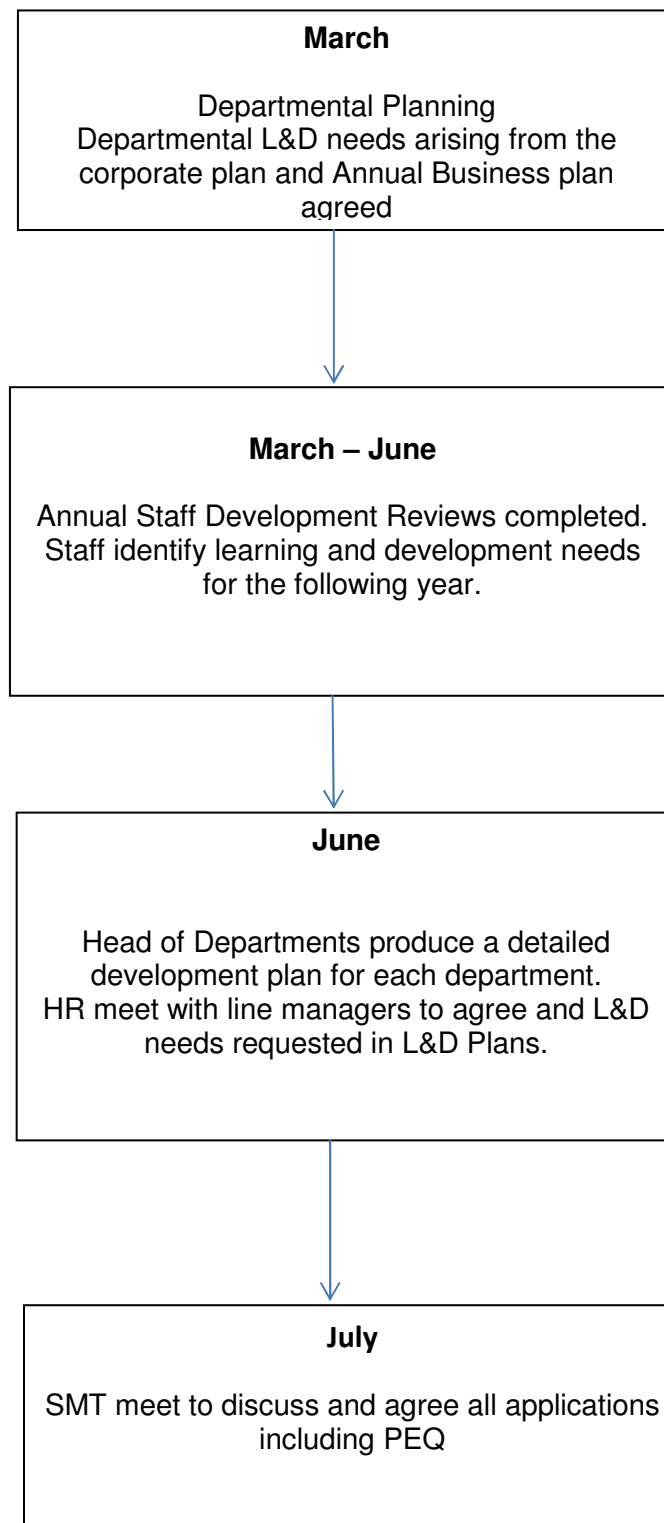 March
Departmental Planning
Departmental L&D needs arising from the
corporate plan and Annual Business plan
agreed
March – June
Annual Staff Development Reviews completed.
Staff identify learning and development needs
for the following year.
June
Head of Departments produce a detailed
development plan for each department.
HR meet with line managers to agree and L&D
needs requested in L&D Plans.
July
SMT meet to discuss and agree all applications
including PEQ